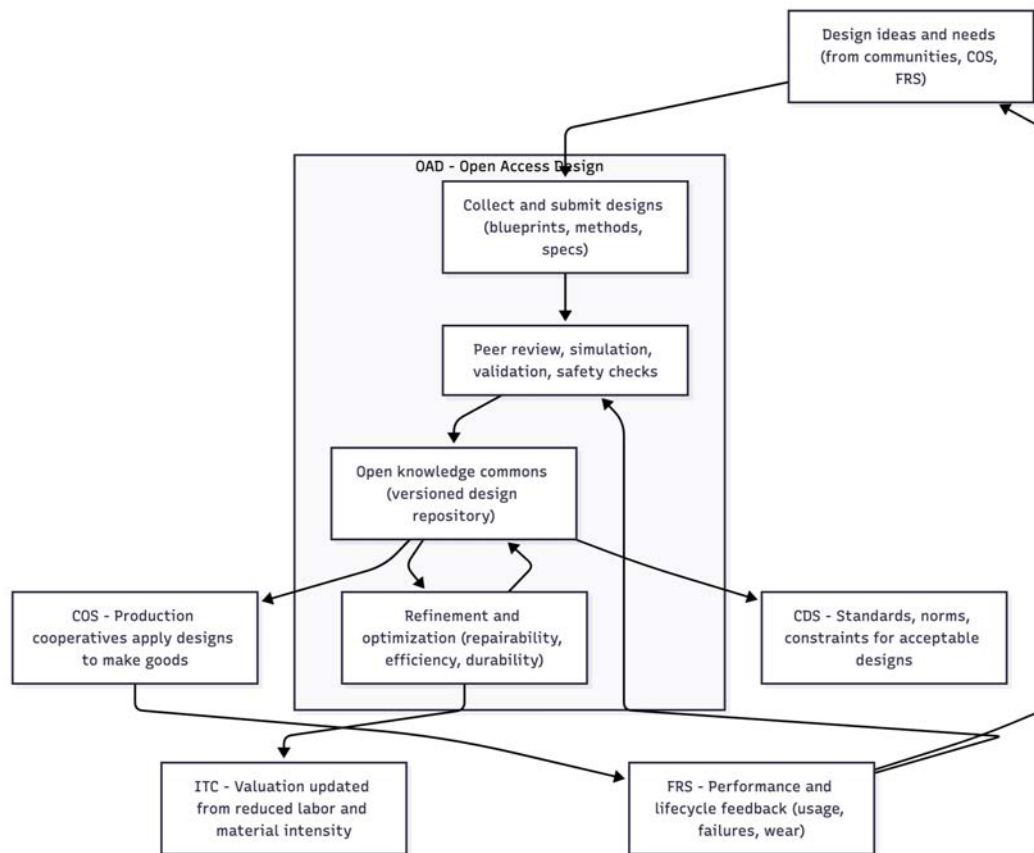 Design ideas and needs
(from communities, COS,
FRS)
OAD - Open Access Design
Collect and submit designs
(blueprints, methods,
specs)
Peer review, simulation,
validation, safety checks
Open knowledge commons
(versioned design
repository)
COS - Production
cooperatives apply designs
to make goods
Refinement and
optimization (repairability,
efficiency, durability)
CDS - Standards, norms,
constraints for acceptable
designs
ITC - Valuation updated
from reduced labor and
material intensity
FRS - Performance and
lifecycle feedback (usage,
failures, wear)